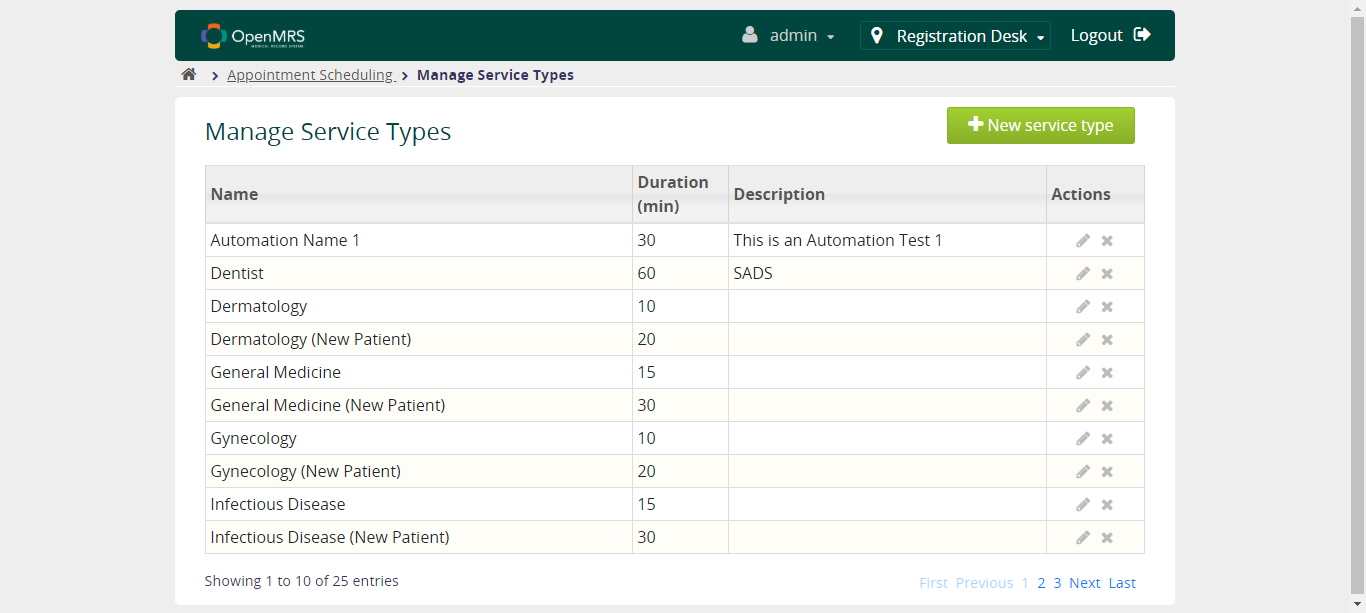 OpenMRS
MEDICAL RECORD SYSTEM
admin
Registration Desk
Logout
Appointment Scheduling
Manage Service Types
Manage Service Types
New service type
Name Duration (min) Description Actions
Automation Name 1 30 This is an Automation Test 1
Dentist 60 SADS
Dermatology 10
Dermatology (New Patient) 20
General Medicine 15
General Medicine (New Patient) 30
Gynecology 10
Gynecology (New Patient) 20
Infectious Disease 15
Infectious Disease (New Patient) 30
Showing 1 to 10 of 25 entries
First Previous 1 2 3 Next Last